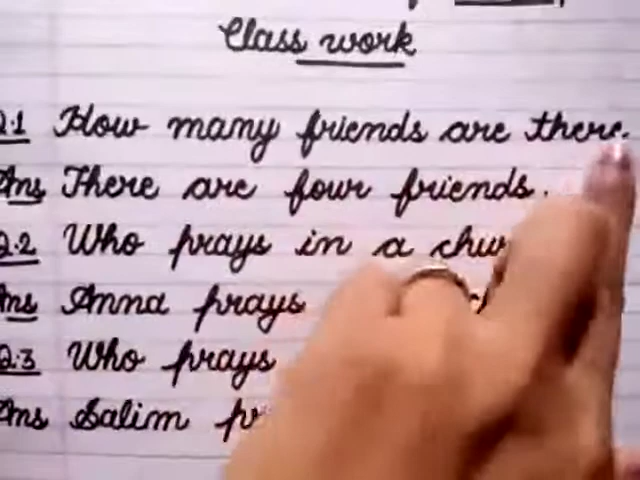 Class work
Q.1 How many friends are there.
Ans There are four friends.
Q.2 Who prays in a
Ans Anna prays
Q.3 Who prays
Ans Salim